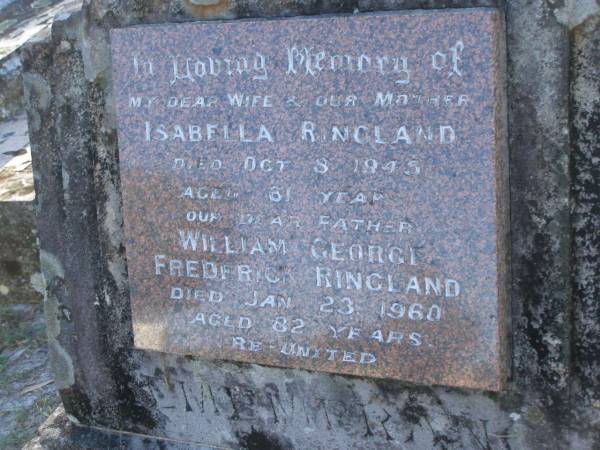 In Loving Memory of
MY DEAR WIFE & OUR MOTHER
ISABELLA RINGLAND
DIED OCT 8 1945
AGED 61 YEAR
OUR DEAR FATHER
WILLIAM GEORGE
FREDERICK RINGLAND
DIED JAN 23 1960
AGED 82 YEARS.
RE-UNITED